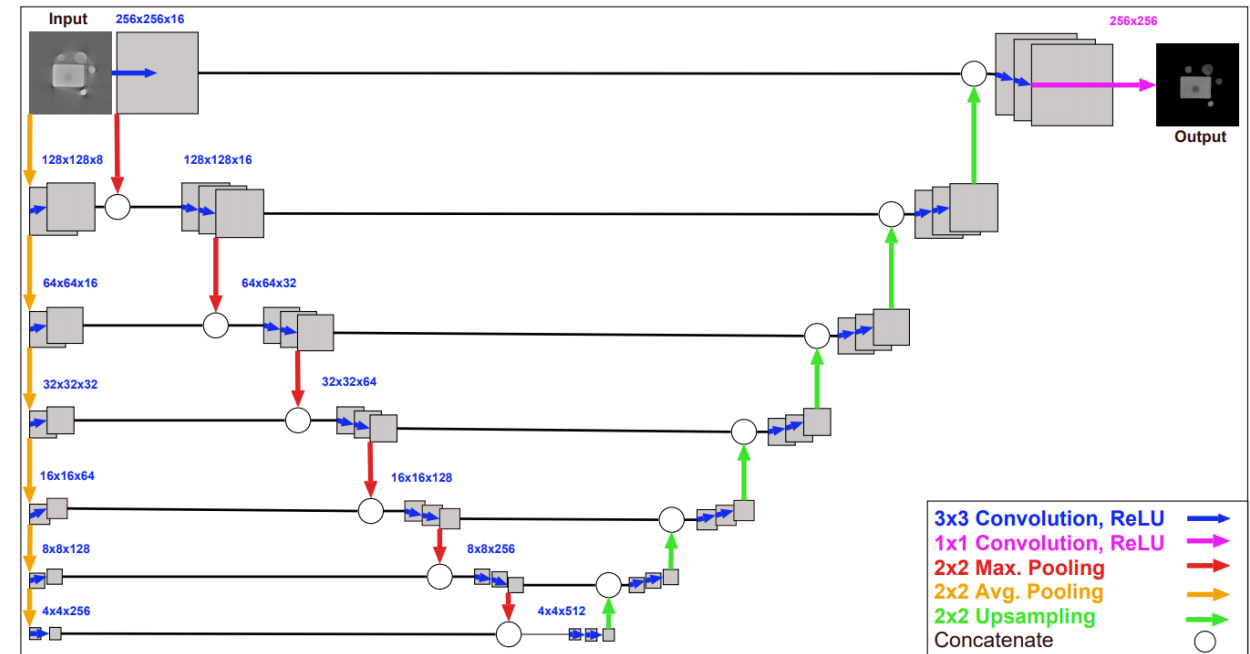 Input
256x256x16
256x256
Output
128x128x8
128x128x16
64x64x16
64x64x32
32x32x32
32x32x64
16x16x64
16x16x128
8x8x128
8x8x256
4x4x256
4x4x512
3x3 Convolution, ReLU
1x1 Convolution, ReLU
2x2 Max. Pooling
2x2 Avg. Pooling
2x2 Upsampling
Concatenate